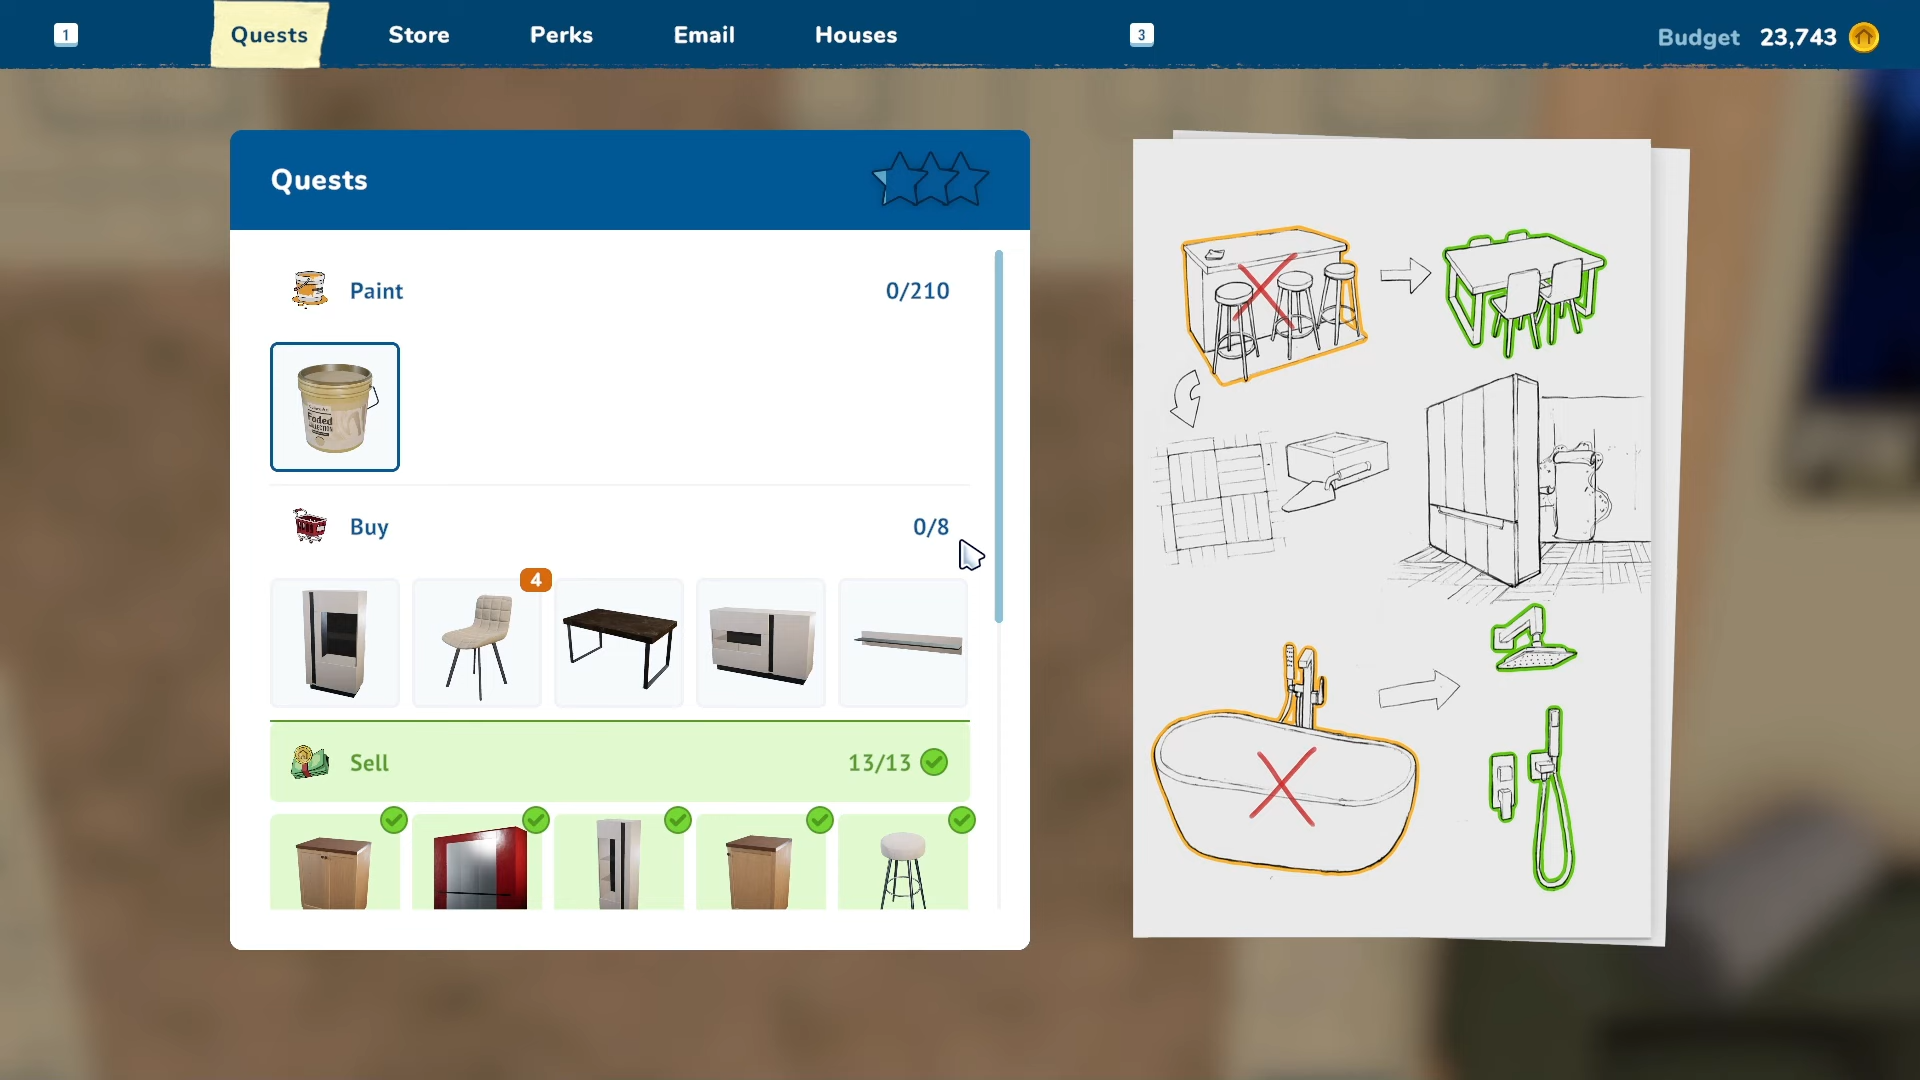 1 Quests Store Perks Email Houses 3 Budget 23,743
Quests
Paint 0/210
Faded
COLLECTION
Buy 0/8
4
Sell 13/13